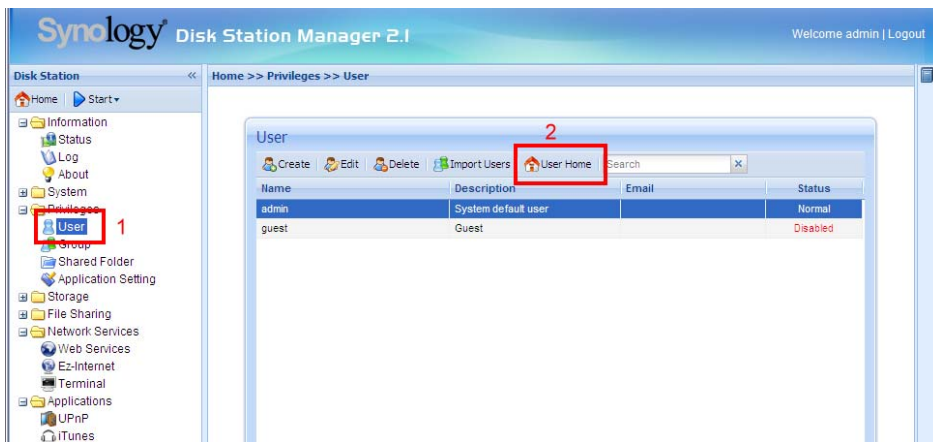 Synology Disk Station Manager 2.1
Welcome admin | Logout
Disk Station «
Home Start
Information
Status
Log
About
System
Privileges
User 1
Group
Shared Folder
Application Setting
Storage
File Sharing
Network Services
Web Services
Ez-Internet
Terminal
Applications
UPnP
iTunes
Home >> Privileges >> User
User
2
Create Edit Delete Import Users User Home Search
Name Description Email Status
admin System default user Normal
guest Guest Disabled